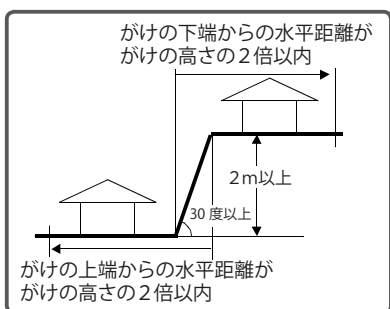 がけの下端からの水平距離が
がけの高さの２倍以内
2ｍ以上
30 度以上
がけの上端からの水平距離が
がけの高さの２倍以内